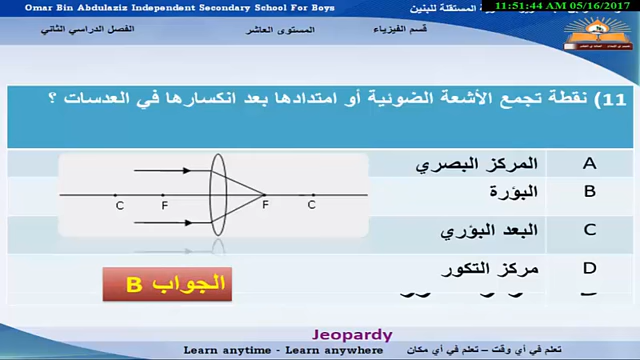 Omar Bin Abdulaziz Independent Secondary School For Boys
11:51:44 AM 05/16/2017
المستقلة للبنين
قسم الفيزياء
المستوى العاشر
الفصل الدراسي الثاني
11) نقطة تجمع الأشعة الضوئية أو امتدادها بعد انكسارها في العدسات ؟
A المركز البصري
B البؤرة
C البعد البؤري
D مركز التكور
C F F C
الجواب B
Jeopardy
Learn anytime - Learn anywhere
تعلم في أي وقت – تعلم في أي مكان